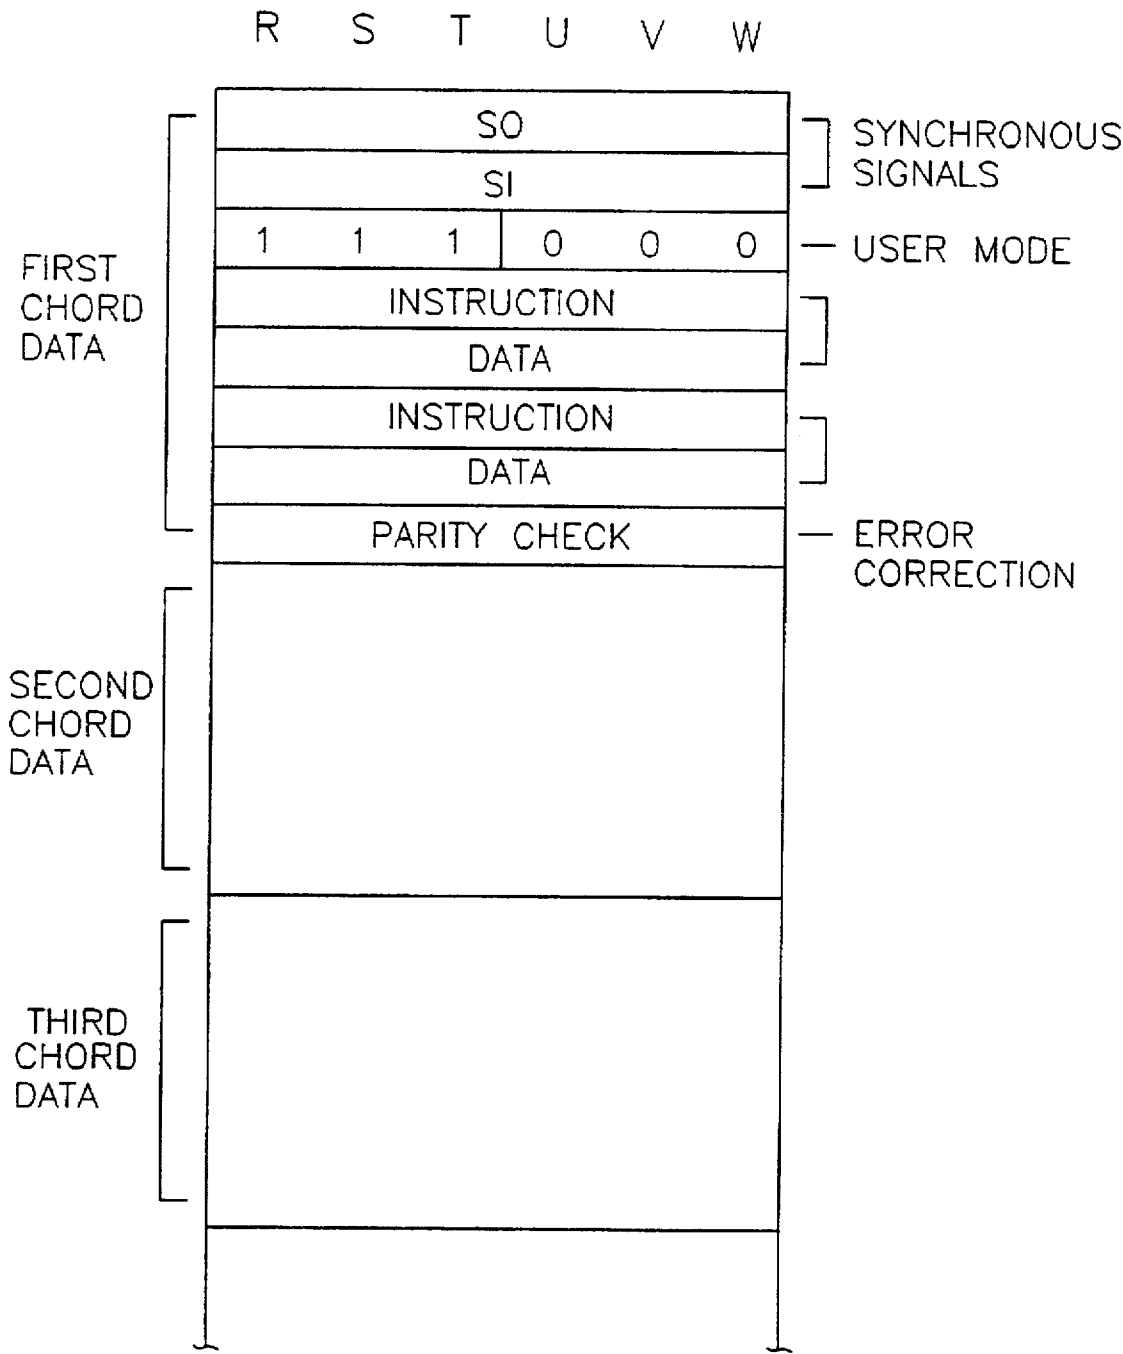 R S T U V W
SO
SI
SYNCHRONOUS
SIGNALS
1 1 1 0 0 0
USER MODE
FIRST
CHORD
DATA
INSTRUCTION
DATA
INSTRUCTION
DATA
PARITY CHECK
ERROR
CORRECTION
SECOND
CHORD
DATA
THIRD
CHORD
DATA